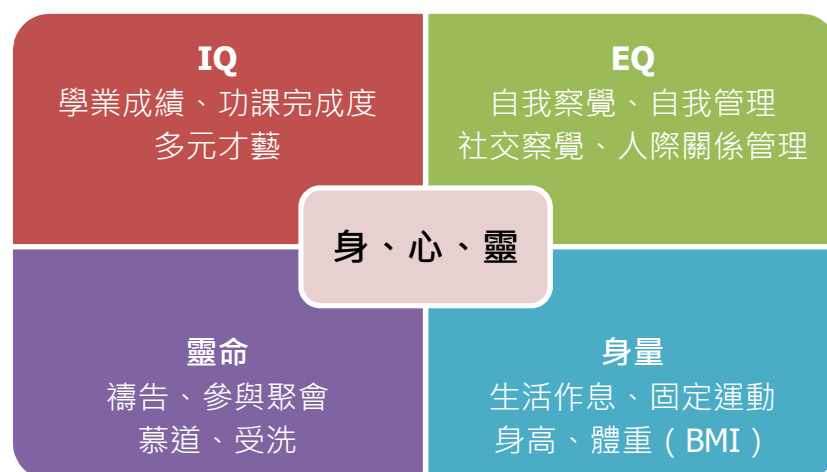 IQ
學業成績、功課完成度
多元才藝
EQ
自我察覺、自我管理
社交察覺、人際關係管理
身、心、靈
靈命
禱告、參與聚會
慕道、受洗
身量
生活作息、固定運動
身高、體重（BMI）